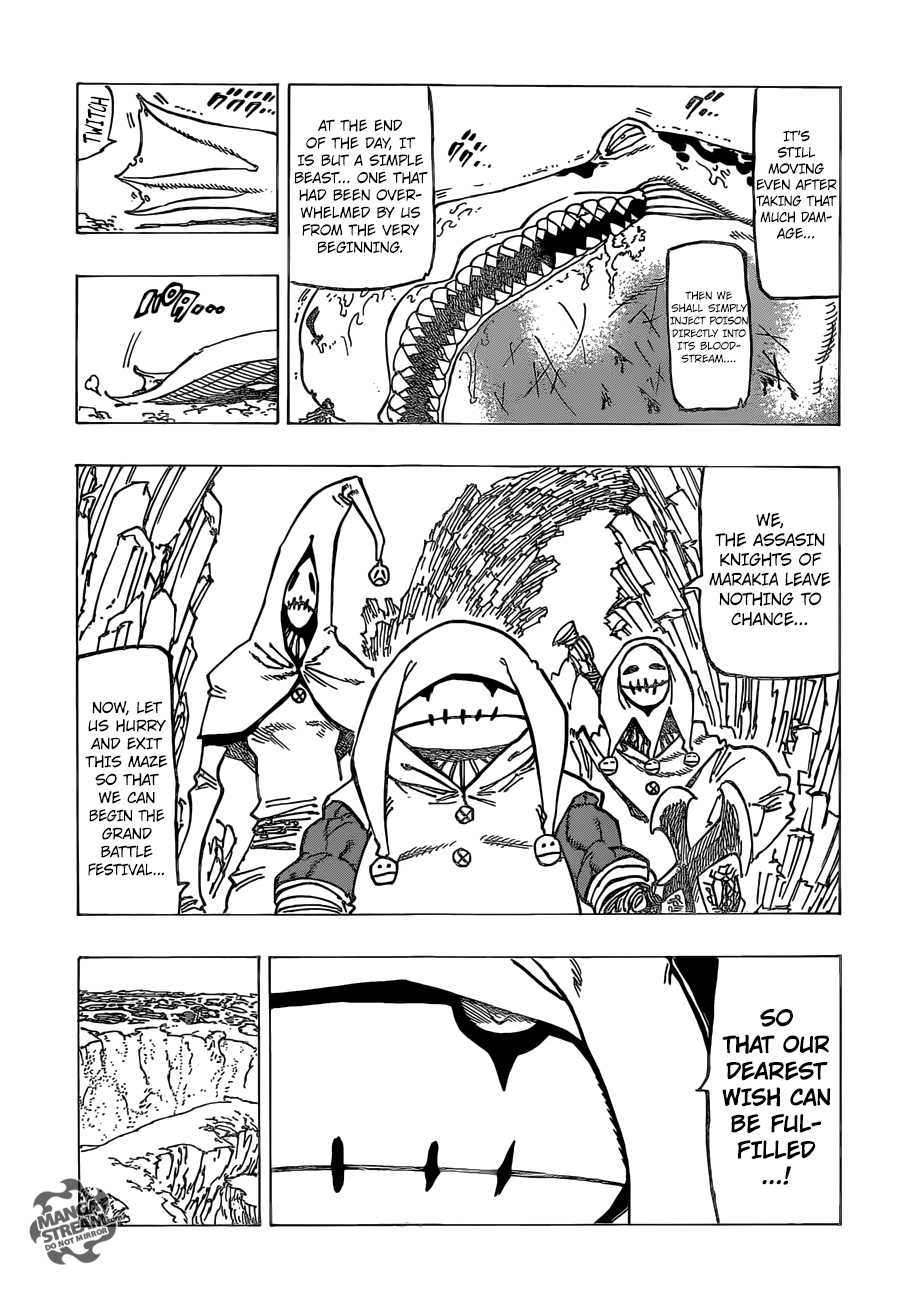 IT'S
STILL
MOVING
EVEN AFTER
TAKING THAT
MUCH DAM-
AGE...
THEN WE
SHALL SIMPLY
INJECT POISON
DIRECTLY INTO
ITS BLOOD-
STREAM....
AT THE END
OF THE DAY, IT
IS BUT A SIMPLE
BEAST... ONE THAT
HAD BEEN OVER-
WHELMED BY US
FROM THE VERY
BEGINNING.
TWITCH
WE,
THE ASSASIN
KNIGHTS OF
MARAKIA LEAVE
NOTHING TO
CHANCE...
NOW, LET
US HURRY
AND EXIT
THIS MAZE
SO THAT
WE CAN
BEGIN THE
GRAND
BATTLE
FESTIVAL...
SO
THAT OUR
DEAREST
WISH CAN
BE FUL-
FILLED
...!
MANGA
STREAM
DO NOT MIRROR